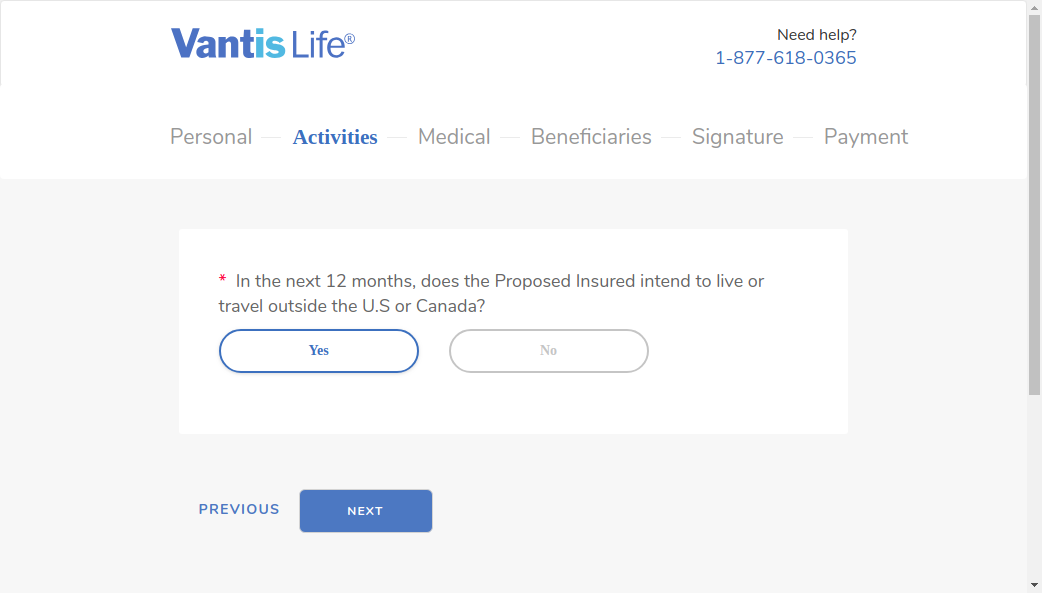 Vantis Life®
Need help?
1-877-618-0365
Personal Activities Medical Beneficiaries Signature Payment
* In the next 12 months, does the Proposed Insured intend to live or
travel outside the U.S or Canada?
Yes No
PREVIOUS NEXT